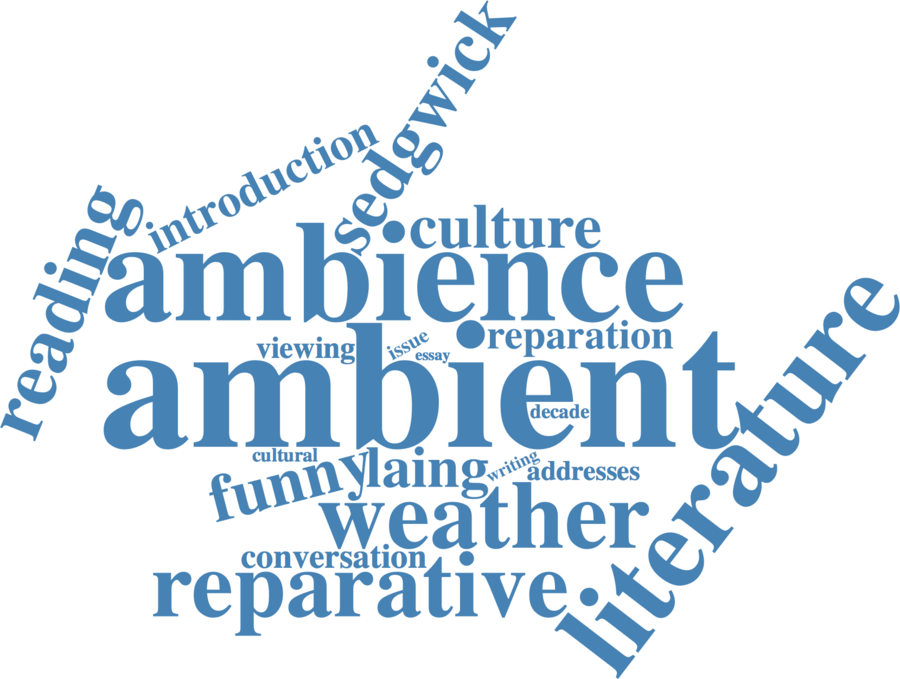 sedgwick
introduction
reading
culture
ambience
reparation
viewing
issue
essay
ambient
decade
literature
cultural
laing
writing
addresses
funny
weather
conversation
reparative